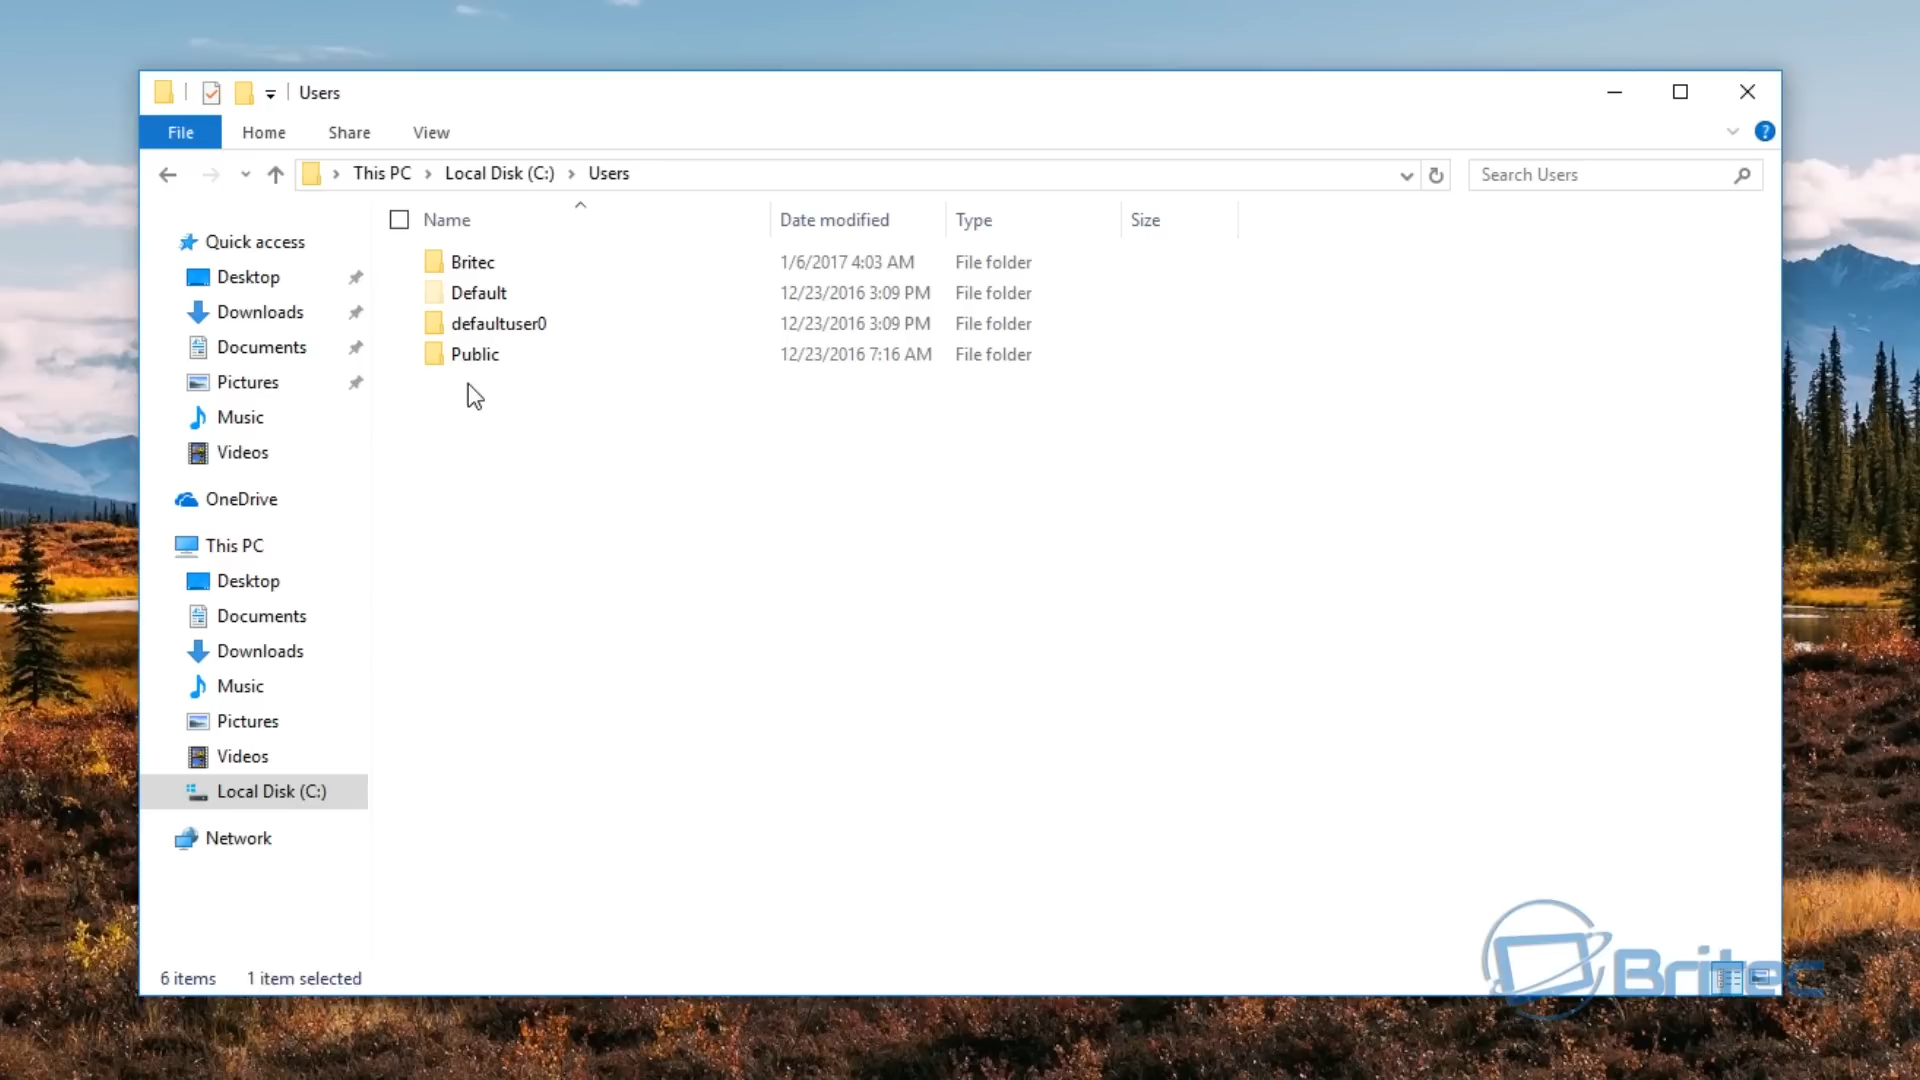 Users
File Home Share View
This PC Local Disk (C:) Users Search Users
Name Date modified Type Size
Britec 1/6/2017 4:03 AM File folder
Default 12/23/2016 3:09 PM File folder
defaultuser0 12/23/2016 3:09 PM File folder
Public 12/23/2016 7:16 AM File folder
Quick access
Desktop
Downloads
Documents
Pictures
Music
Videos
OneDrive
This PC
Desktop
Documents
Downloads
Music
Pictures
Videos
Local Disk (C:)
Network
6 items 1 item selected
Britec